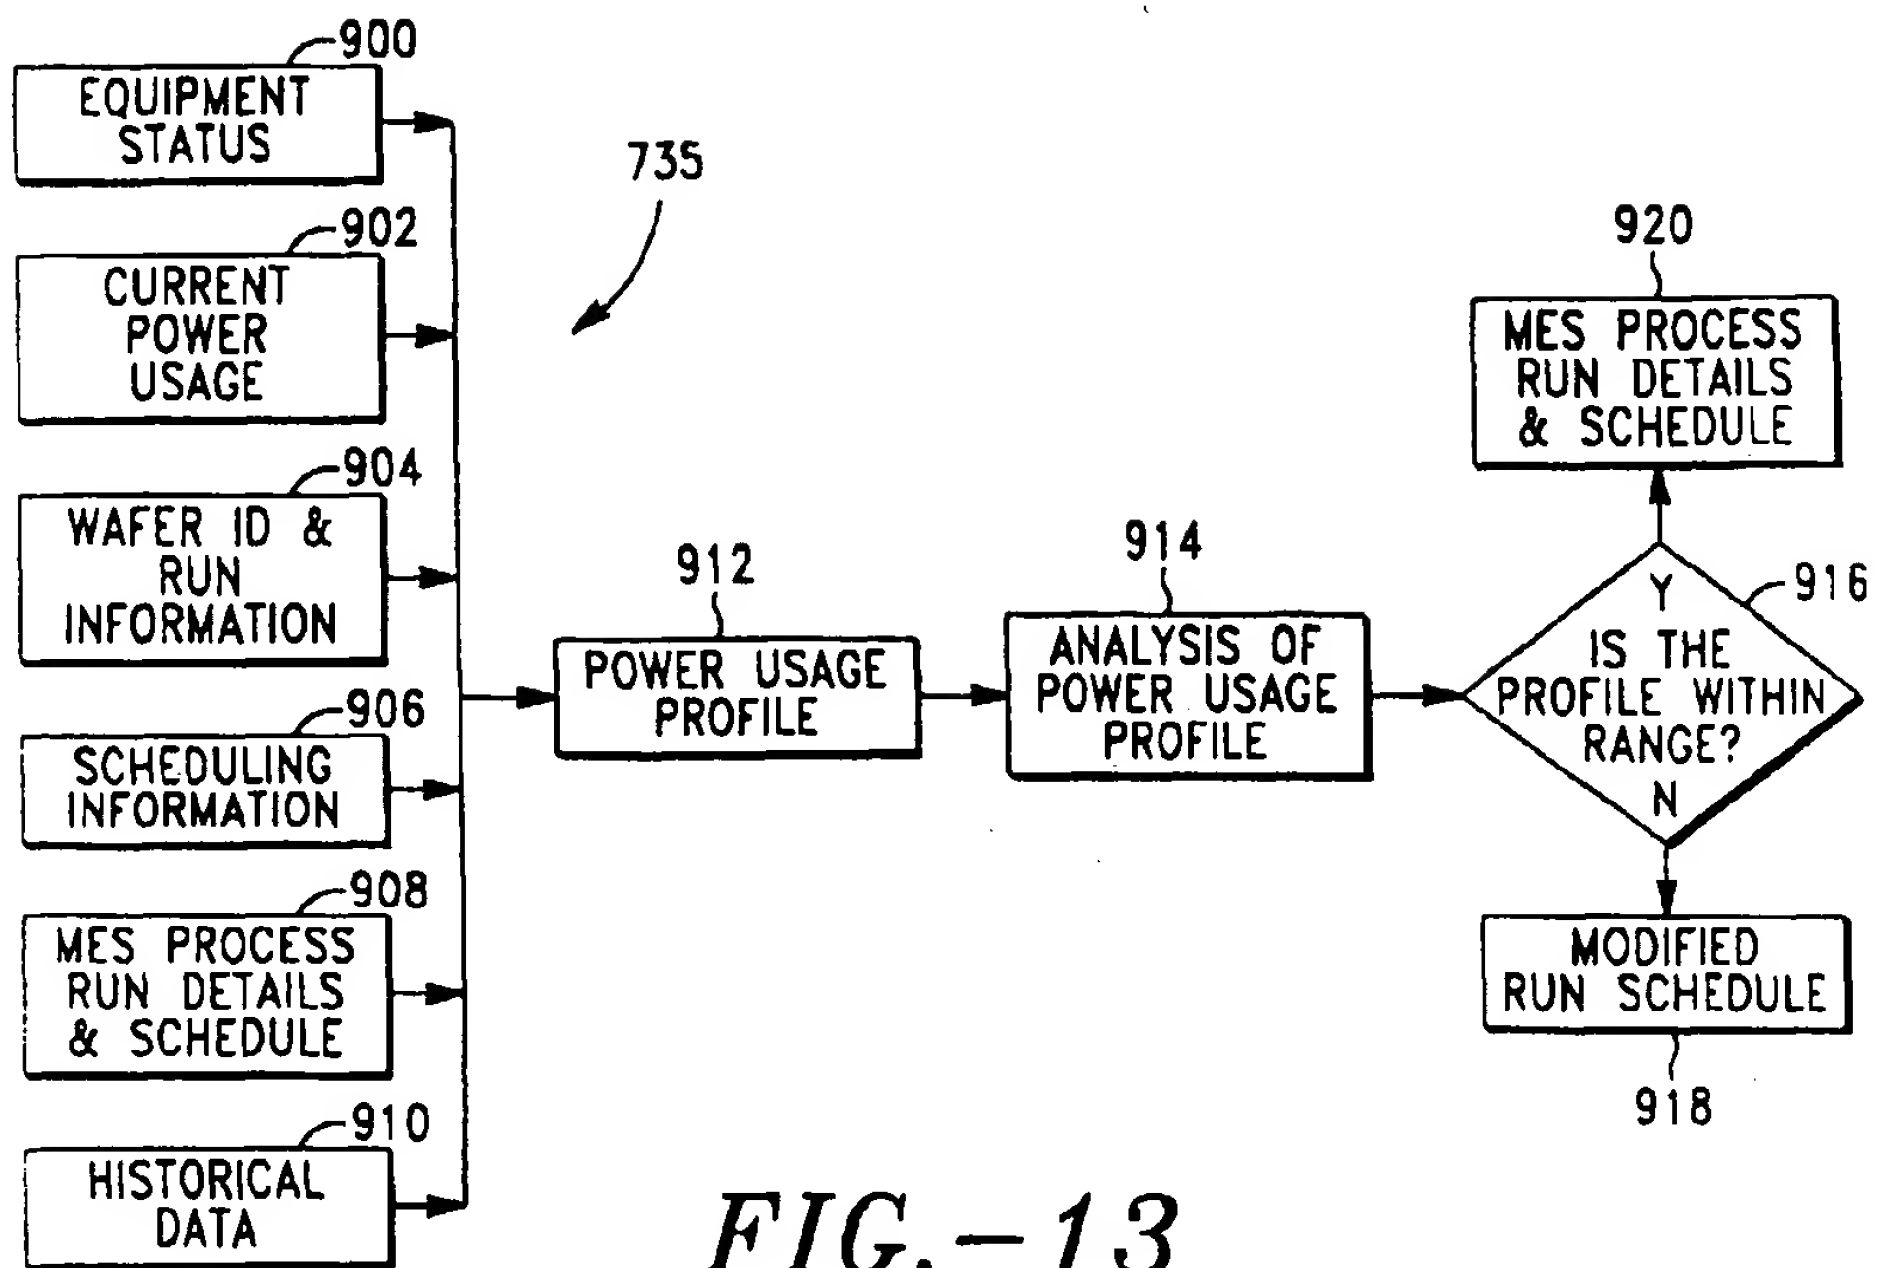 900
EQUIPMENT
STATUS
902
CURRENT
POWER
USAGE
904
WAFER ID &
RUN
INFORMATION
906
SCHEDULING
INFORMATION
908
MES PROCESS
RUN DETAILS
& SCHEDULE
910
HISTORICAL
DATA
735
912
POWER USAGE
PROFILE
914
ANALYSIS OF
POWER USAGE
PROFILE
920
MES PROCESS
RUN DETAILS
& SCHEDULE
916
Y
IS THE
PROFILE WITHIN
RANGE?
N
MODIFIED
RUN SCHEDULE
918
FIG.-13